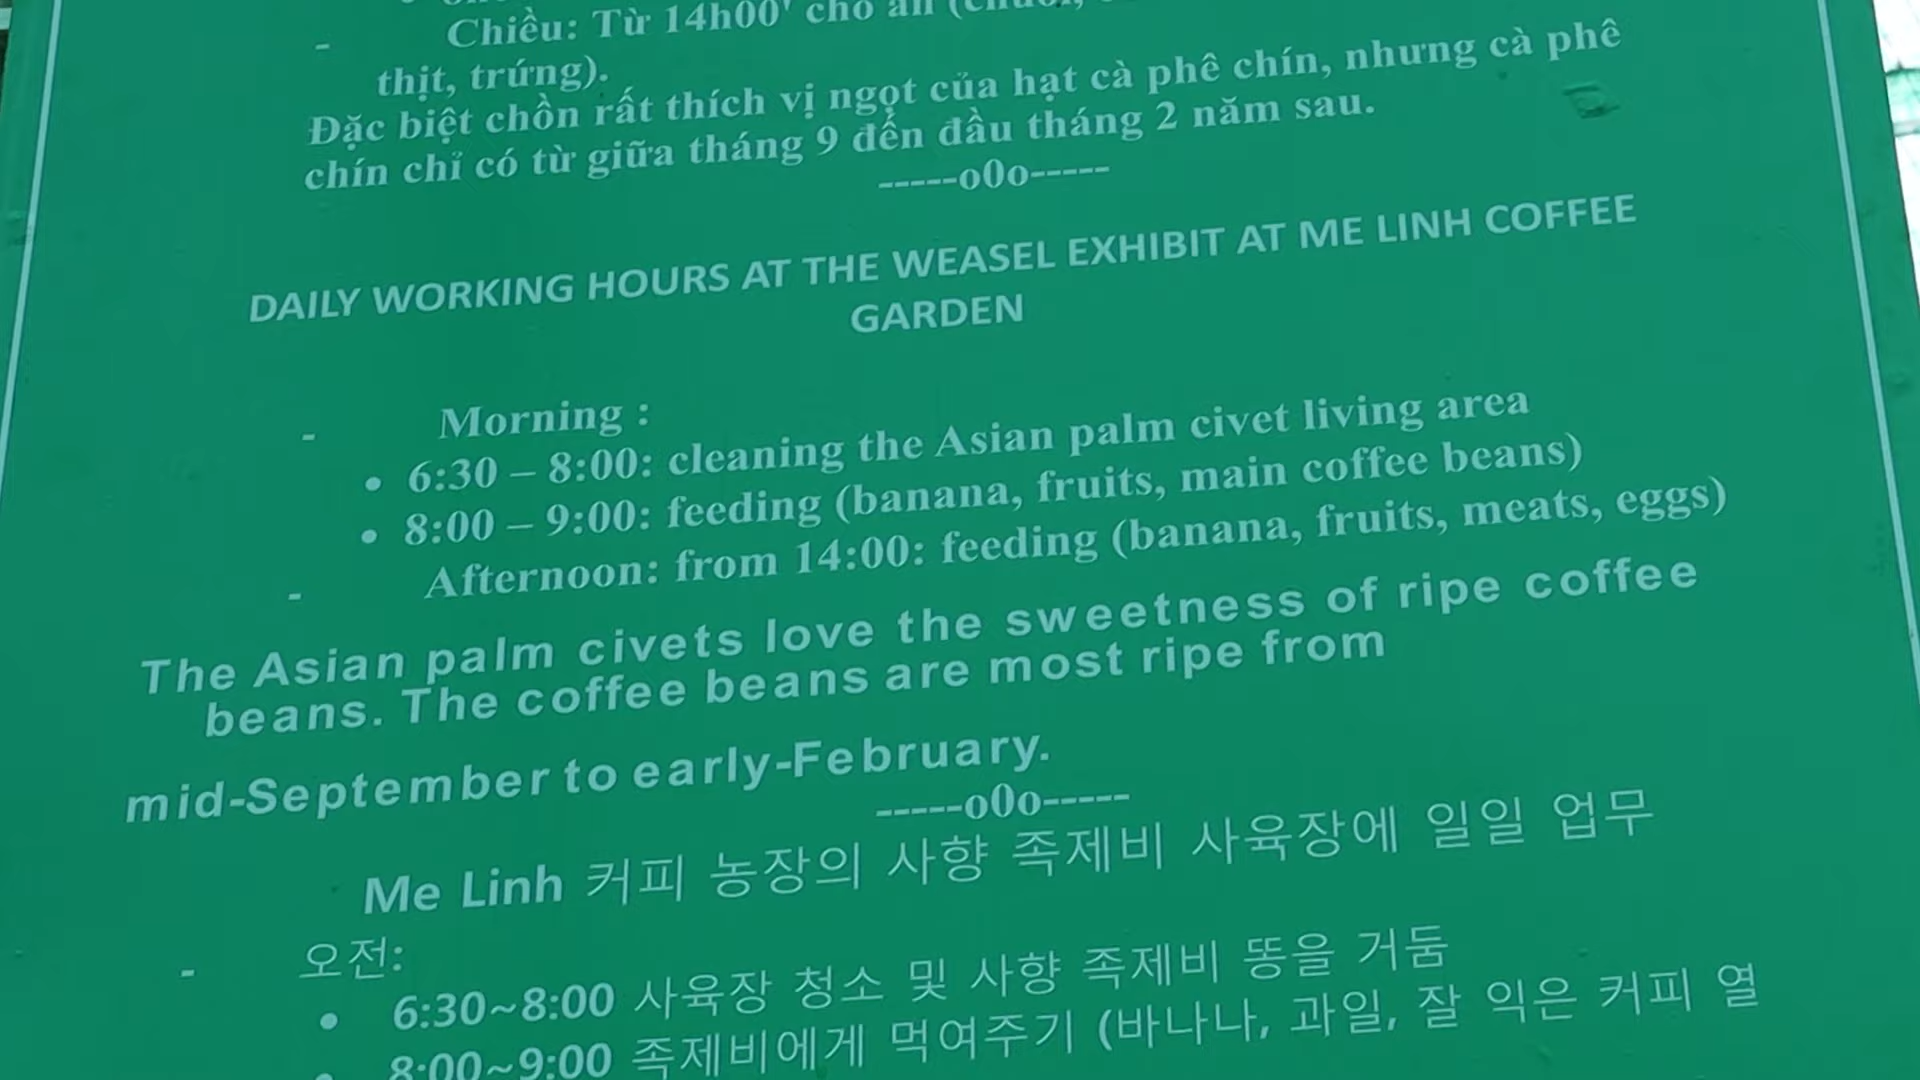 - Chiều: Từ 14h00' cho ăn
thịt, trứng).
Đặc biệt chồn rất thích vị ngọt của hạt cà phê chín, nhưng cà phê
chín chỉ có từ giữa tháng 9 đến đầu tháng 2 năm sau.
-----o0o-----
DAILY WORKING HOURS AT THE WEASEL EXHIBIT AT ME LINH COFFEE
GARDEN
- Morning :
• 6:30 – 8:00: cleaning the Asian palm civet living area
• 8:00 – 9:00: feeding (banana, fruits, main coffee beans)
- Afternoon: from 14:00: feeding (banana, fruits, meats, eggs)
The Asian palm civets love the sweetness of ripe coffee
beans. The coffee beans are most ripe from
mid-September to early-February.
-----o0o-----
Me Linh 커피 농장의 사향 족제비 사육장에 일일 업무
- 오전:
• 6:30~8:00 사육장 청소 및 사향 족제비 똥을 거둠
• 8:00~9:00 족제비에게 먹여주기 (바나나, 과일, 잘 익은 커피 열